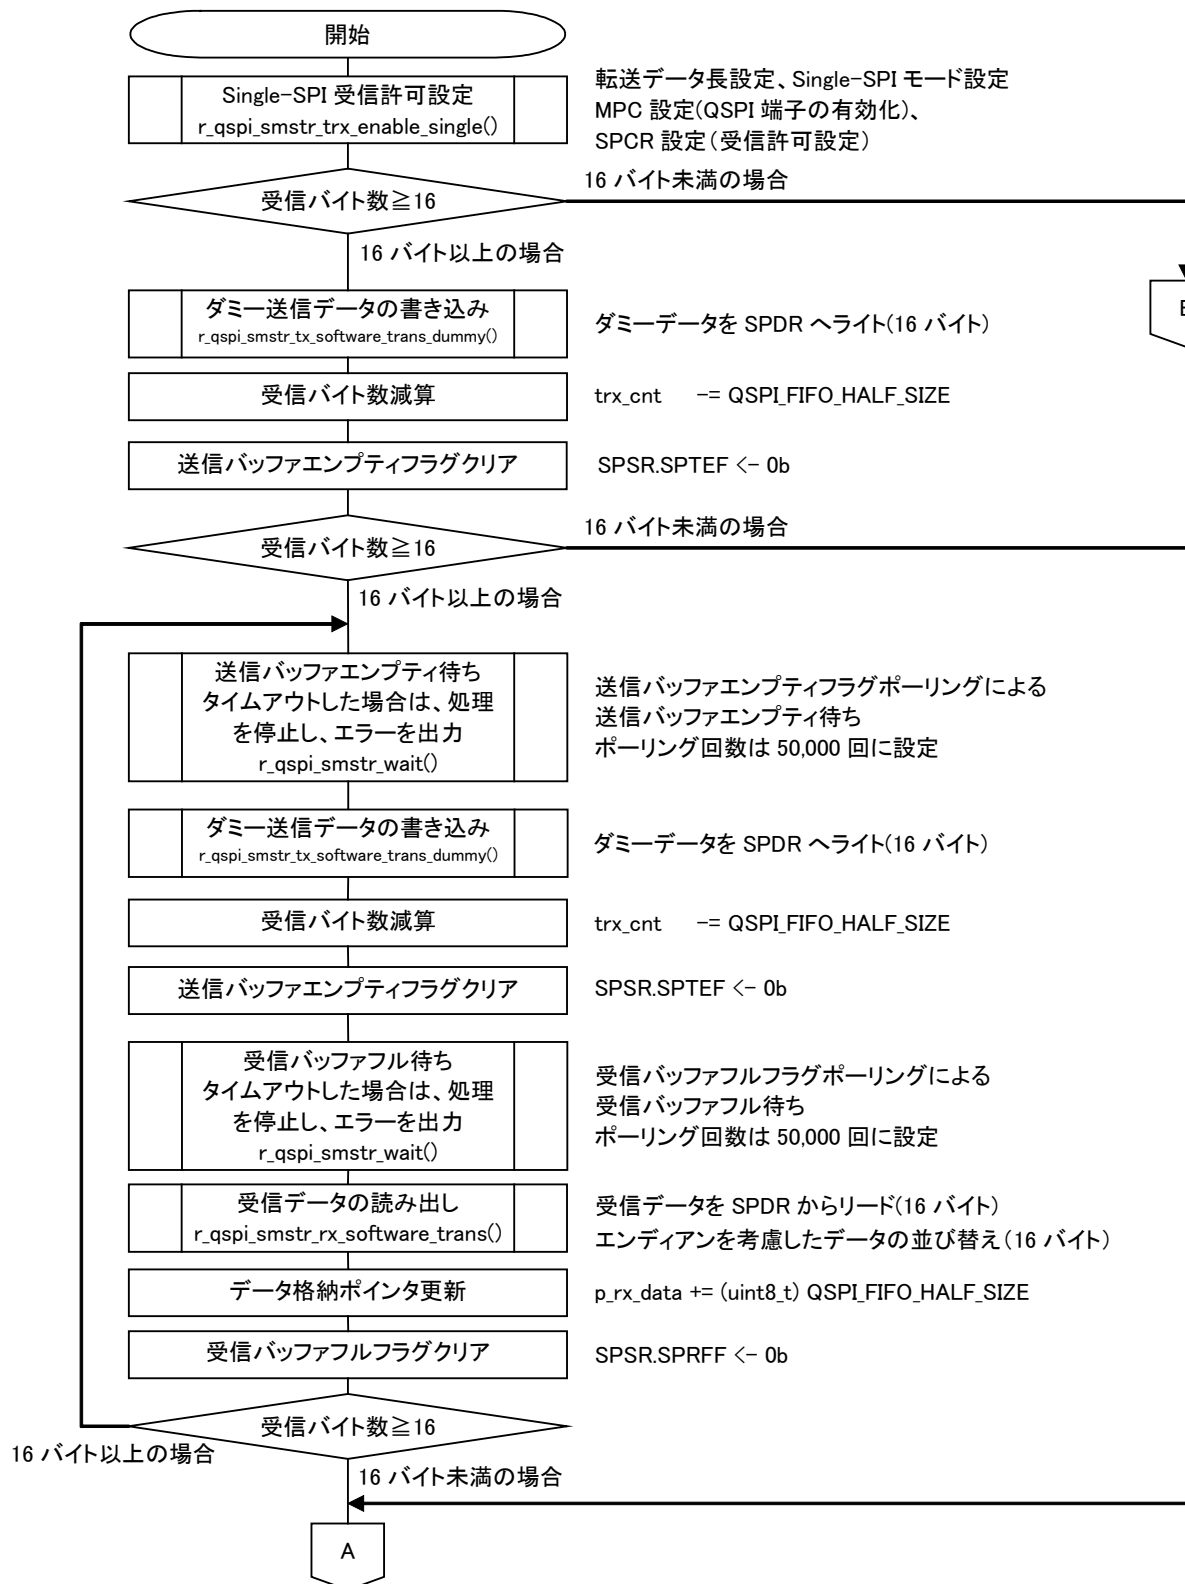 開始
Single-SPI 受信許可設定
r_qspi_smstr_trx_enable_single()
転送データ長設定、Single-SPI モード設定
MPC 設定(QSPI 端子の有効化)、
SPCR 設定(受信許可設定)
受信バイト数≧16
16 バイト未満の場合
16 バイト以上の場合
ダミー送信データの書き込み
r_qspi_smstr_tx_software_trans_dummy()
ダミーデータを SPDR へライト(16 バイト)
受信バイト数減算
trx_cnt -= QSPI_FIFO_HALF_SIZE
送信バッファエンプティフラグクリア
SPSR.SPTEF <- 0b
受信バイト数≧16
16 バイト未満の場合
16 バイト以上の場合
送信バッファエンプティ待ち
タイムアウトした場合は、処理
を停止し、エラーを出力
r_qspi_smstr_wait()
送信バッファエンプティフラグポーリングによる
送信バッファエンプティ待ち
ポーリング回数は 50,000 回に設定
ダミー送信データの書き込み
r_qspi_smstr_tx_software_trans_dummy()
ダミーデータを SPDR へライト(16 バイト)
受信バイト数減算
trx_cnt -= QSPI_FIFO_HALF_SIZE
送信バッファエンプティフラグクリア
SPSR.SPTEF <- 0b
受信バッファフル待ち
タイムアウトした場合は、処理
を停止し、エラーを出力
r_qspi_smstr_wait()
受信バッファフルフラグポーリングによる
受信バッファフル待ち
ポーリング回数は 50,000 回に設定
受信データの読み出し
r_qspi_smstr_rx_software_trans()
受信データを SPDR からリード(16 バイト)
エンディアンを考慮したデータの並び替え(16 バイト)
データ格納ポインタ更新
p_rx_data += (uint8_t) QSPI_FIFO_HALF_SIZE
受信バッファフルフラグクリア
SPSR.SPRFF <- 0b
受信バイト数≧16
16 バイト以上の場合
16 バイト未満の場合
A